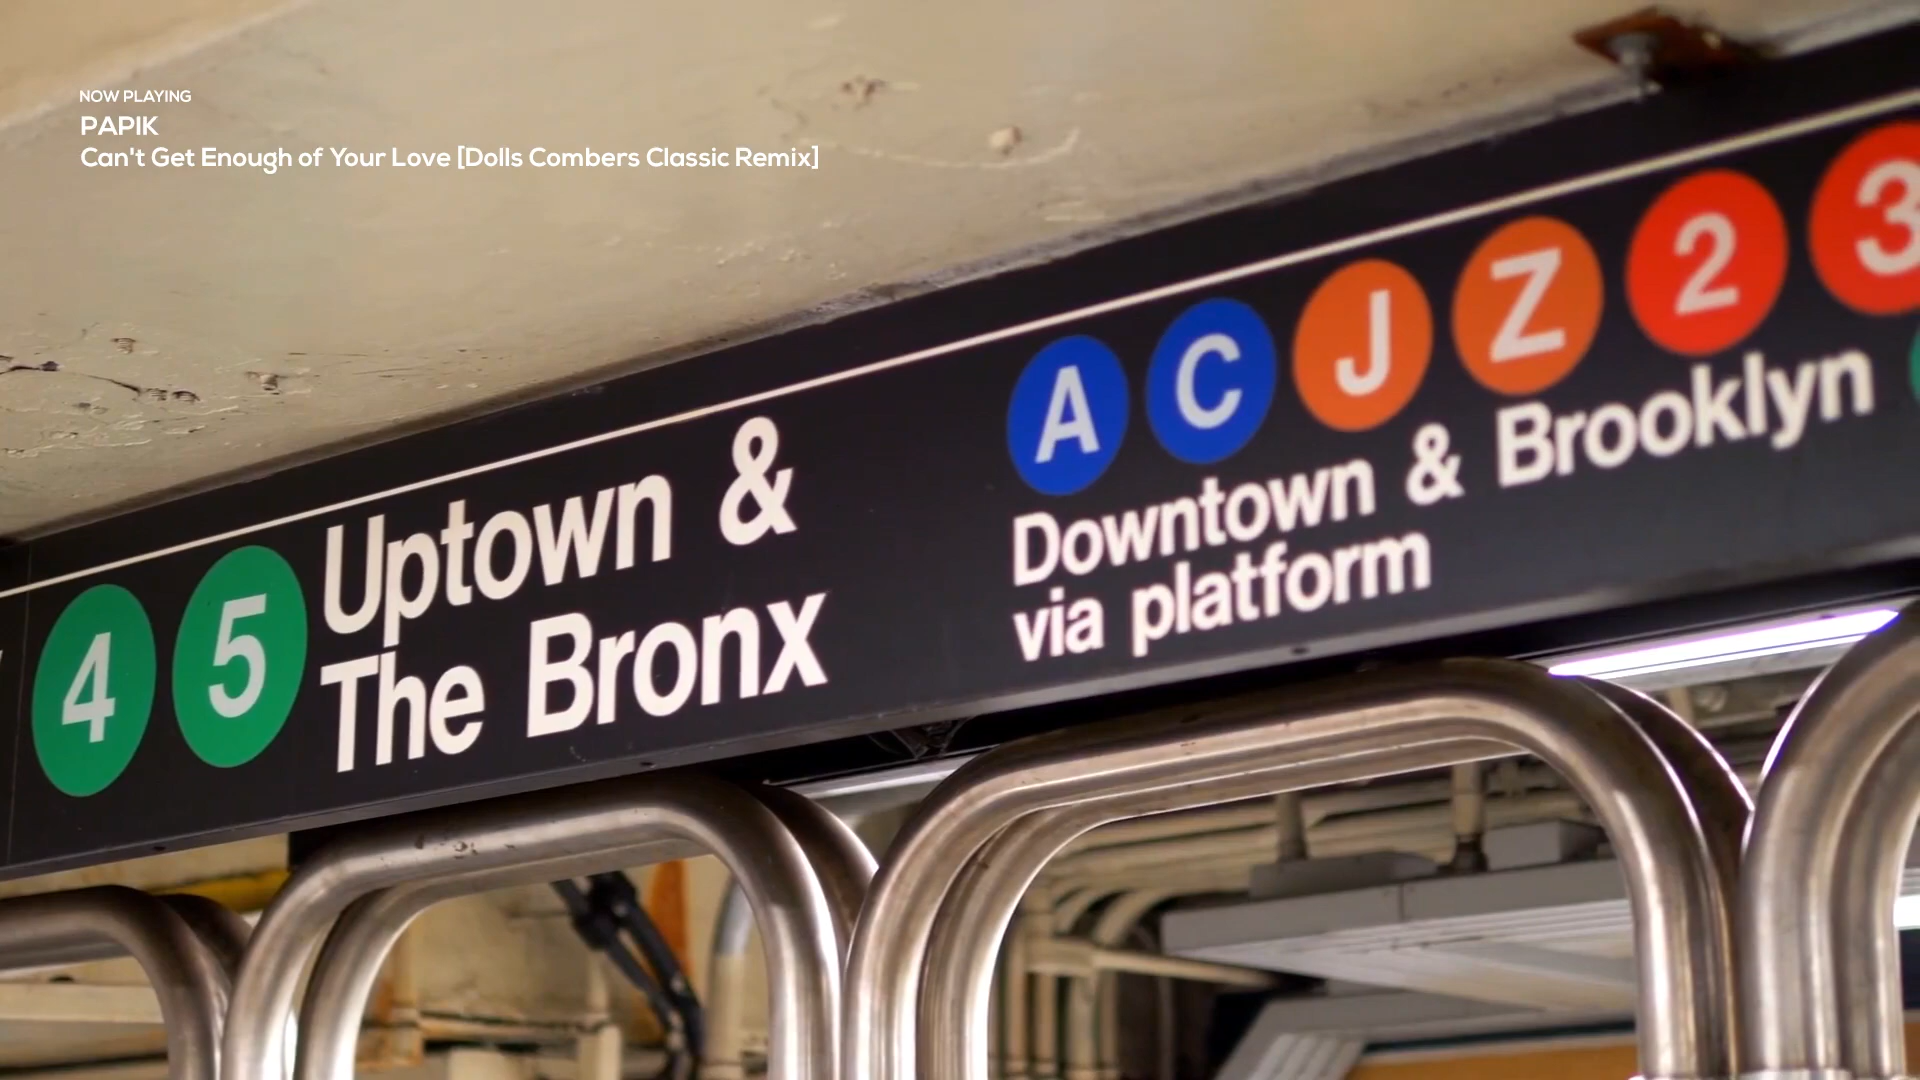 NOW PLAYING
PAPIK
Can't Get Enough of Your Love [Dolls Combers Classic Remix]
4 5 Uptown &
The Bronx
A C J Z 2 3
Downtown & Brooklyn
via platform